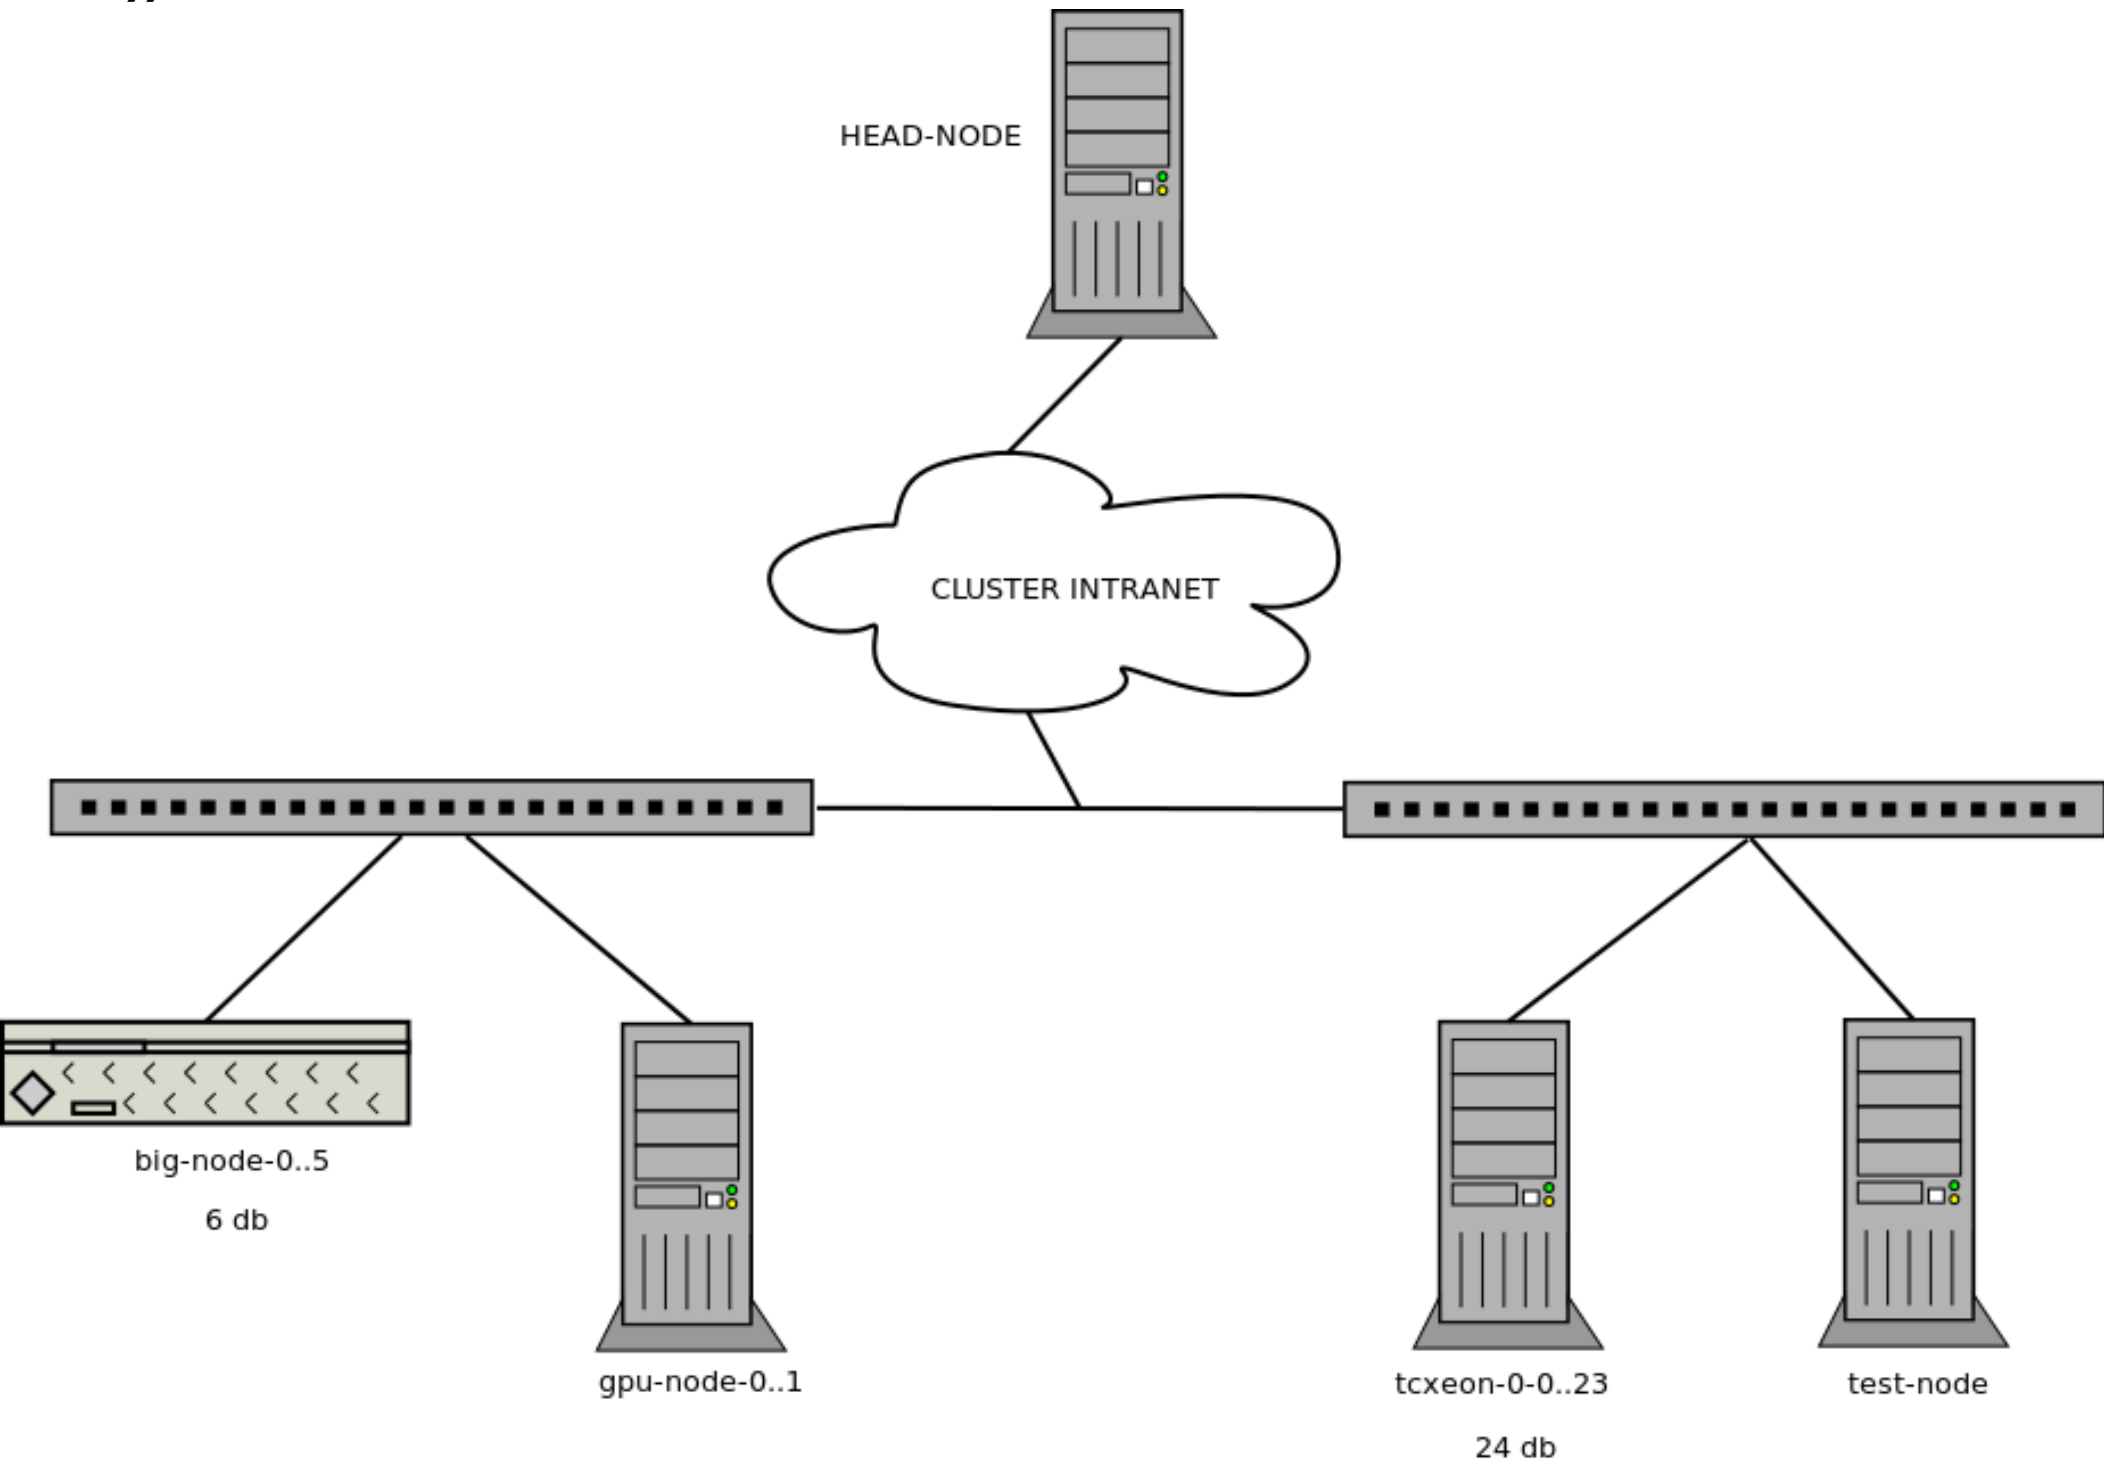 HEAD-NODE
CLUSTER INTRANET
big-node-0..5
6 db
gpu-node-0..1
tcxeon-0-0..23
24 db
test-node